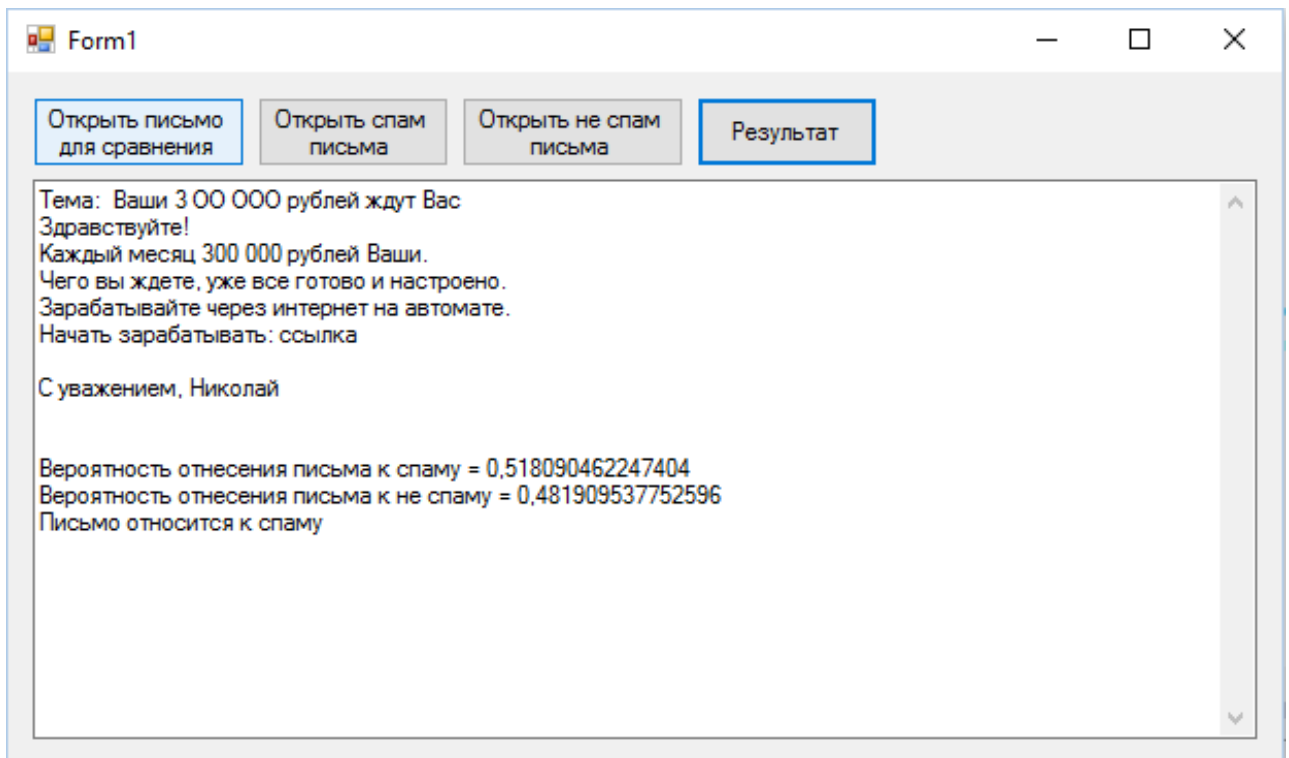 Form1
Открыть письмо
для сравнения
Открыть спам
письма
Открыть не спам
письма
Результат
Тема:  Ваши 3 ОО ООО рублей ждут Вас
Здравствуйте!
Каждый месяц 300 000 рублей Ваши.
Чего вы ждете, уже все готово и настроено.
Зарабатывайте через интернет на автомате.
Начать зарабатывать: ссылка
С уважением, Николай
Вероятность отнесения письма к спаму = 0,518090462247404
Вероятность отнесения письма к не спаму = 0,481909537752596
Письмо относится к спаму